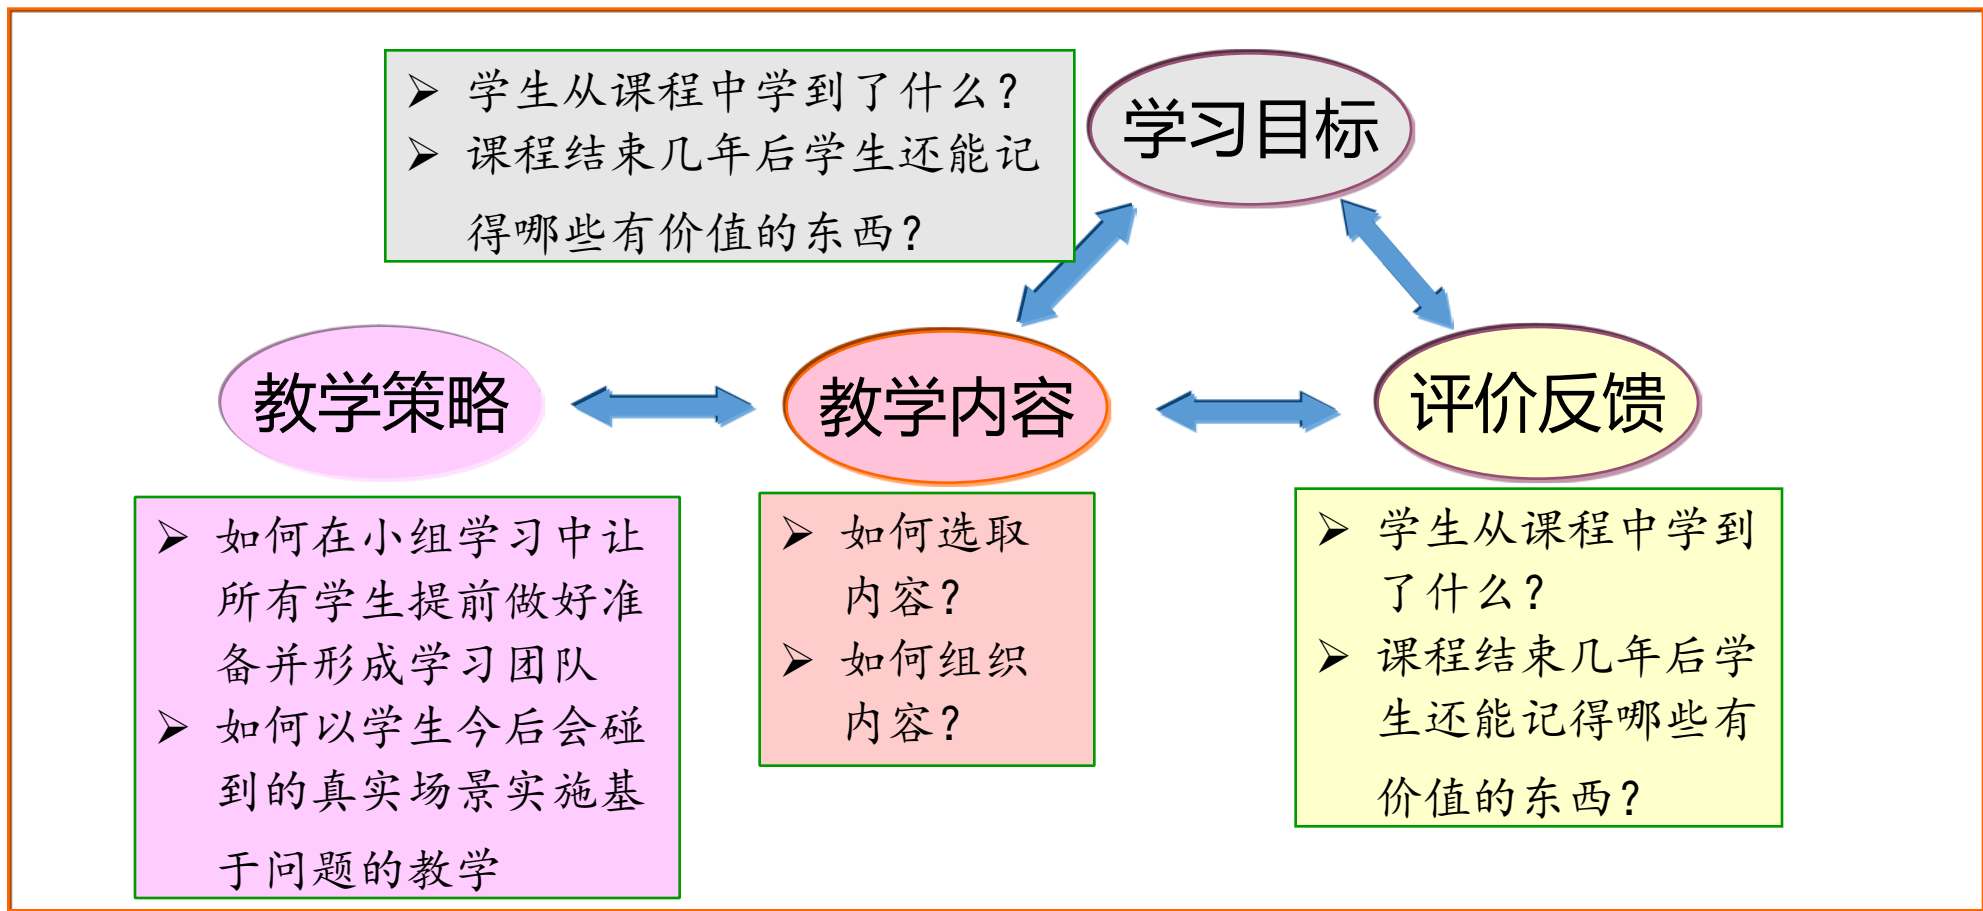 ➢ 学生从课程中学到了什么?
➢ 课程结束几年后学生还能记
得哪些有价值的东西?
学习目标
教学策略
教学内容
评价反馈
➢ 如何在小组学习中让
所有学生提前做好准
备并形成学习团队
➢ 如何以学生今后会碰
到的真实场景实施基
于问题的教学
➢ 如何选取
内容?
➢ 如何组织
内容?
➢ 学生从课程中学到
了什么?
➢ 课程结束几年后学
生还能记得哪些有
价值的东西?